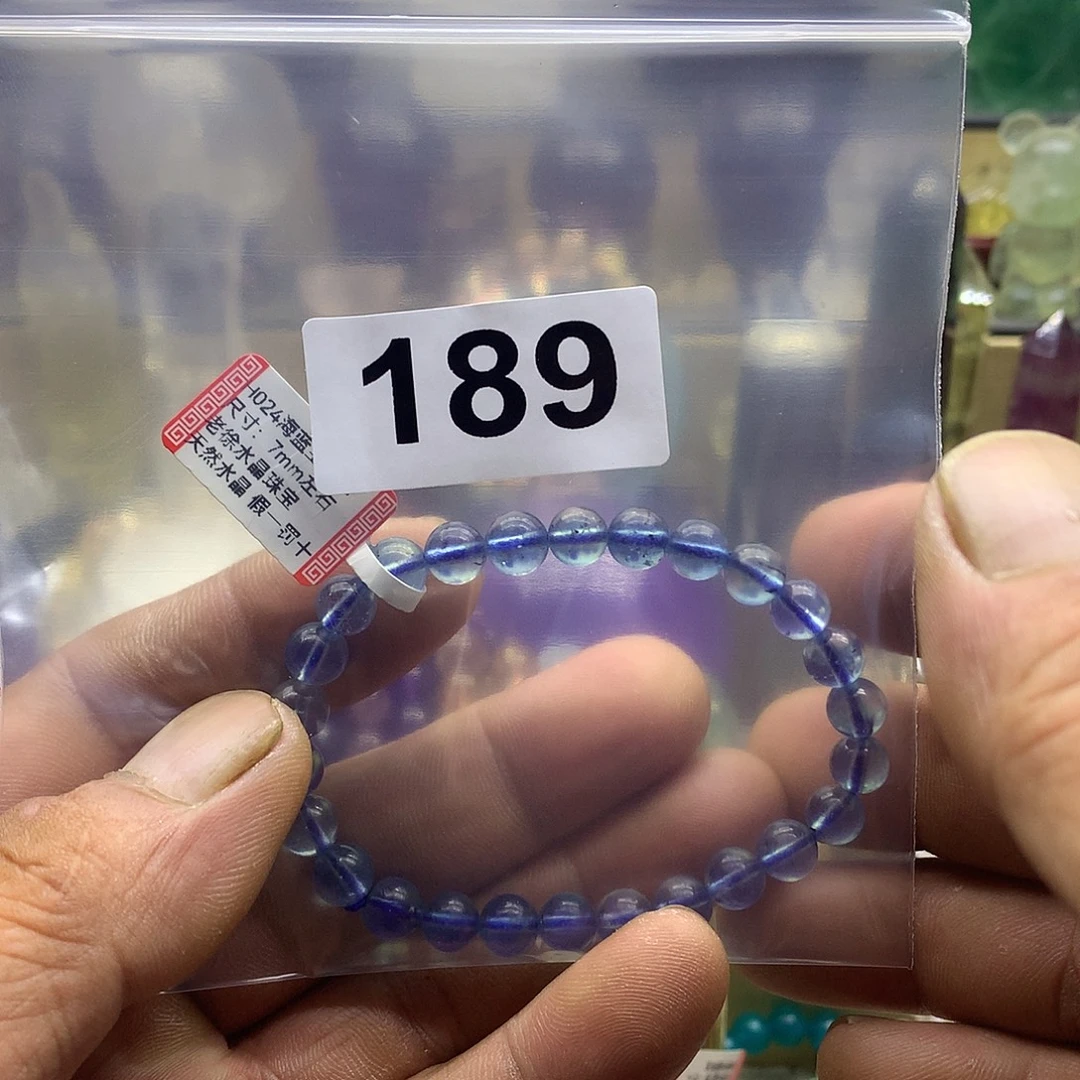 189
H024海蓝
尺寸：7mm左右
老徐水晶珠宝
天然水晶 假一罚十